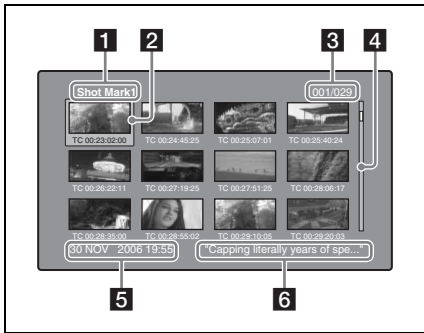 1 2 3 4
Shot Mark1 001/029
TC 00:23:02:00 TC 00:24:45:25 TC 00:25:07:01 TC 00:25:40:24
TC 00:26:22:11 TC 00:27:19:25 TC 00:27:51:25 TC 00:28:06:17
TC 00:28:35:00 TC 00:28:55:02 TC 00:29:10:05 TC 00:29:20:03
30 NOV 2006 19:55 "Capping literally years of spe..."
5 6